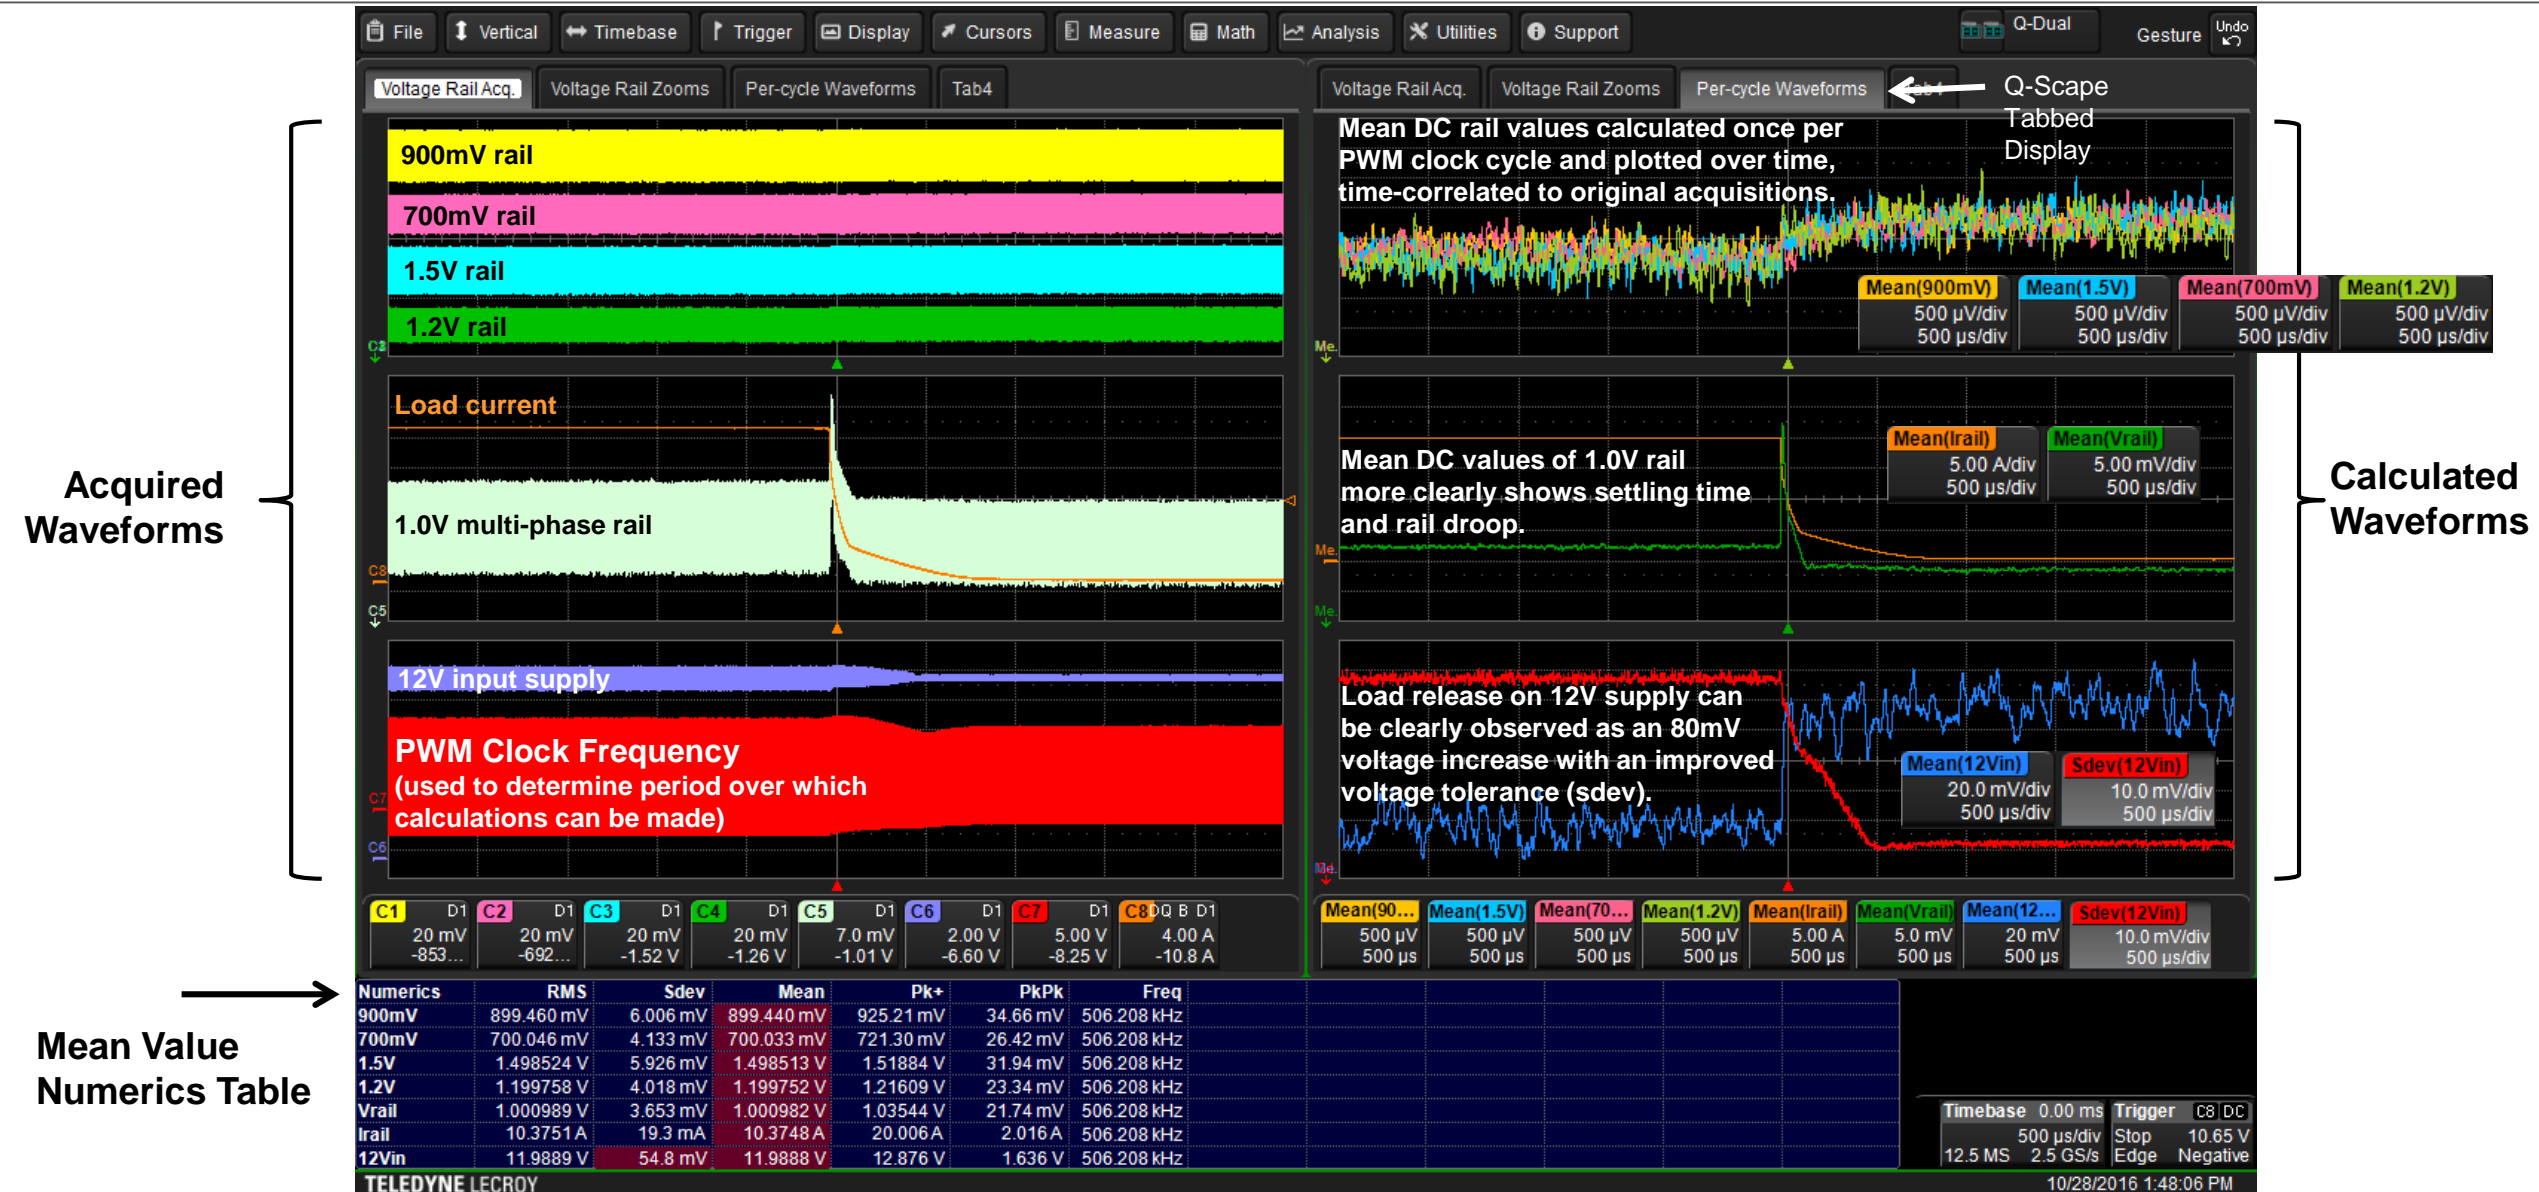 File Vertical Timebase Trigger Display Cursors Measure Math Analysis Utilities Support Q-Dual Gesture Undo
Voltage Rail Acq. Voltage Rail Zooms Per-cycle Waveforms Tab4
Voltage Rail Acq. Voltage Rail Zooms Per-cycle Waveforms
Q-Scape
Tabbed
Display
Acquired
Waveforms
900mV rail
700mV rail
1.5V rail
1.2V rail
Load current
1.0V multi-phase rail
C8
C5
12V input supply
PWM Clock Frequency
(used to determine period over which
calculations can be made)
C7
C6
Mean DC rail values calculated once per
PWM clock cycle and plotted over time,
time-correlated to original acquisitions.
Mean(900mV) Mean(1.5V) Mean(700mV) Mean(1.2V)
500 µV/div 500 µV/div 500 µV/div 500 µV/div
500 µs/div 500 µs/div 500 µs/div 500 µs/div
Me.
Mean DC values of 1.0V rail
more clearly shows settling time
and rail droop.
Mean(Irail) Mean(Vrail)
5.00 A/div 5.00 mV/div
500 µs/div 500 µs/div
Me.
Me.
Load release on 12V supply can
be clearly observed as an 80mV
voltage increase with an improved
voltage tolerance (sdev).
Mean(12Vin) Sdev(12Vin)
20.0 mV/div 10.0 mV/div
500 µs/div 500 µs/div
Calculated
Waveforms
C1 D1 C2 D1 C3 D1 C4 D1 C5 D1 C6 D1 C7 D1 C8 DQ B D1
20 mV 20 mV 20 mV 20 mV 7.0 mV 2.00 V 5.00 V 4.00 A
-853... -692... -1.52 V -1.26 V -1.01 V -6.60 V -8.25 V -10.8 A
Mean(90... Mean(1.5V) Mean(70... Mean(1.2V) Mean(Irail) Mean(Vrail) Mean(12... Sdev(12Vin)
500 µV 500 µV 500 µV 500 µV 5.00 A 5.0 mV 20 mV 10.0 mV/div
500 µs 500 µs 500 µs 500 µs 500 µs 500 µs 500 µs 500 µs/div
Mean Value
Numerics Table
Numerics RMS Sdev Mean Pk+ PkPk Freq
900mV 899.460 mV 6.006 mV 899.440 mV 925.21 mV 34.66 mV 506.208 kHz
700mV 700.046 mV 4.133 mV 700.033 mV 721.30 mV 26.42 mV 506.208 kHz
1.5V 1.498524 V 5.926 mV 1.498513 V 1.51884 V 31.94 mV 506.208 kHz
1.2V 1.199758 V 4.018 mV 1.199752 V 1.21609 V 23.34 mV 506.208 kHz
Vrail 1.000989 V 3.653 mV 1.000982 V 1.03544 V 21.74 mV 506.208 kHz
Irail 10.3751 A 19.3 mA 10.3748 A 20.006 A 2.016 A 506.208 kHz
12Vin 11.9889 V 54.8 mV 11.9888 V 12.876 V 1.636 V 506.208 kHz
Timebase 0.00 ms Trigger C8 DC
500 µs/div Stop 10.65 V
12.5 MS 2.5 GS/s Edge Negative
TELEDYNE LECROY
10/28/2016 1:48:06 PM